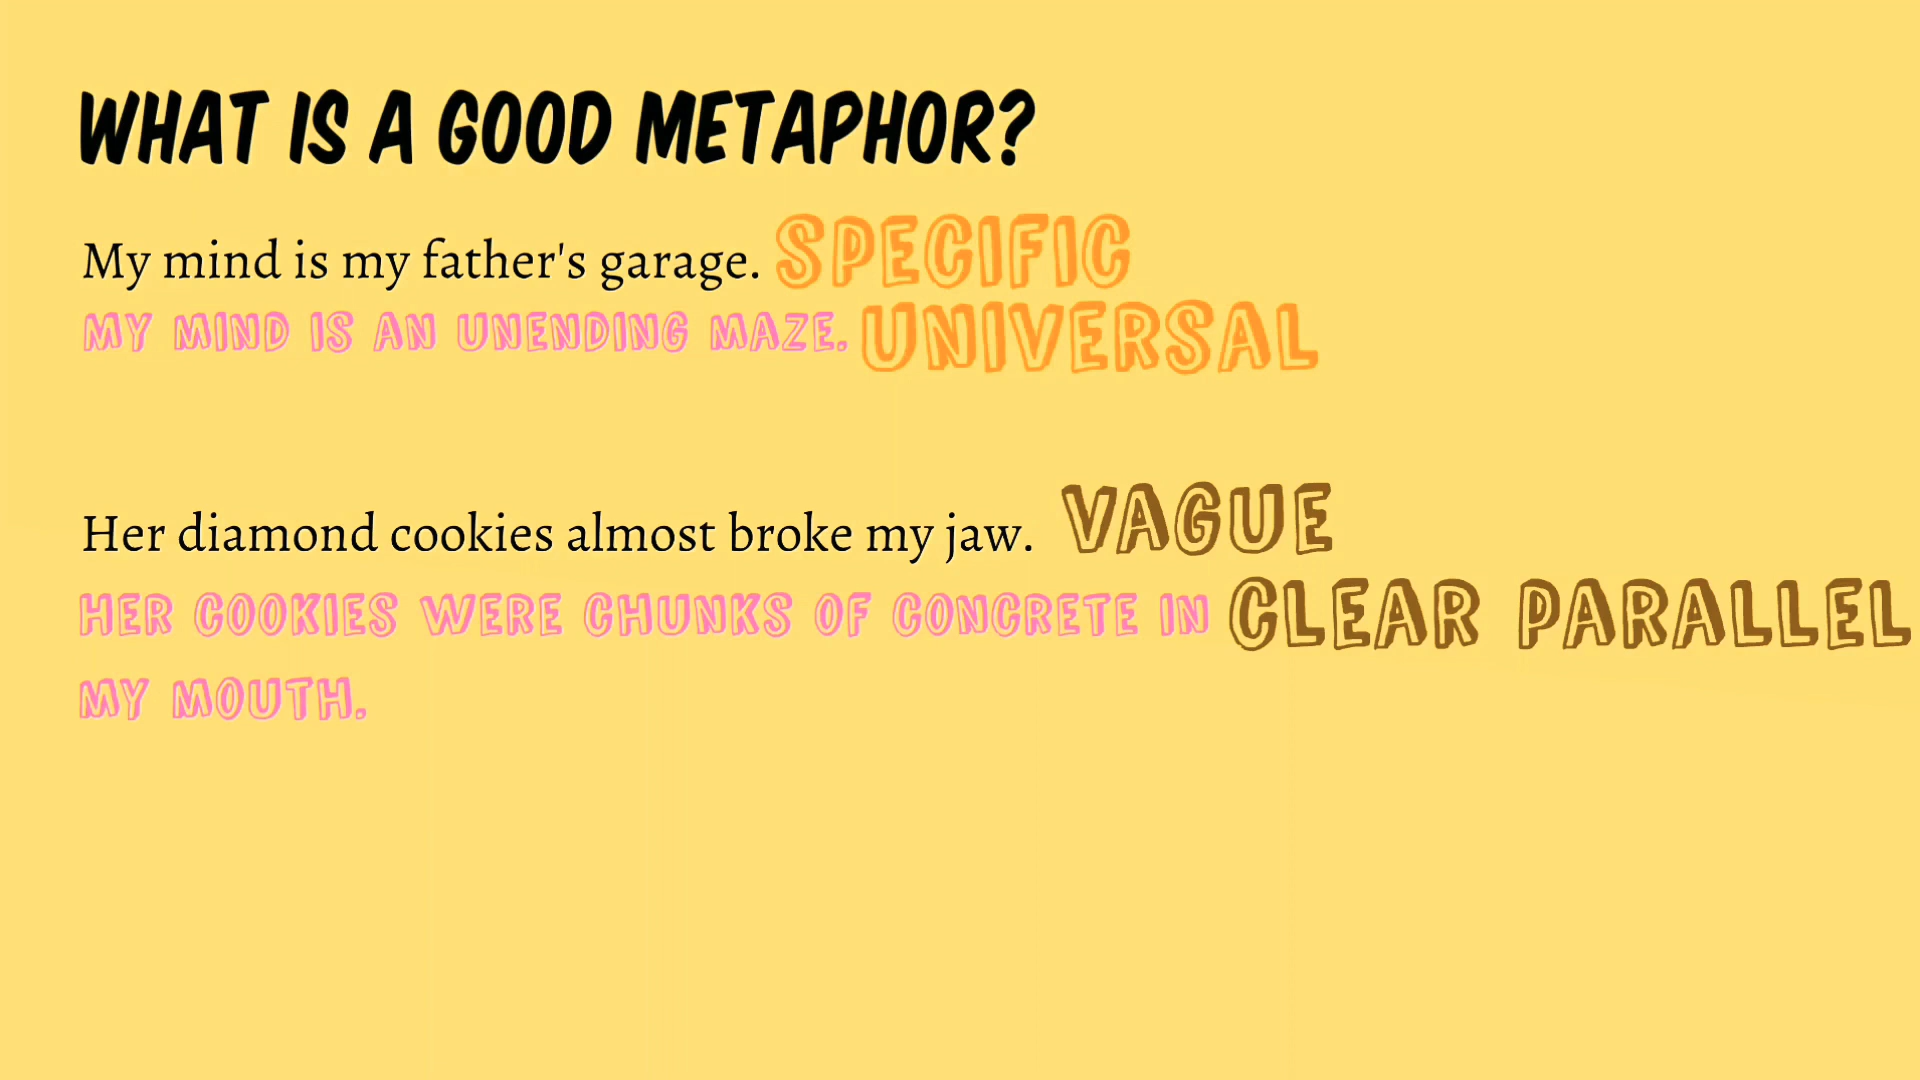 WHAT IS A GOOD METAPHOR?
My mind is my father's garage. SPECIFIC
MY MIND IS AN UNENDING MAZE. UNIVERSAL
Her diamond cookies almost broke my jaw. VAGUE
HER COOKIES WERE CHUNKS OF CONCRETE IN CLEAR PARALLEL
MY MOUTH.